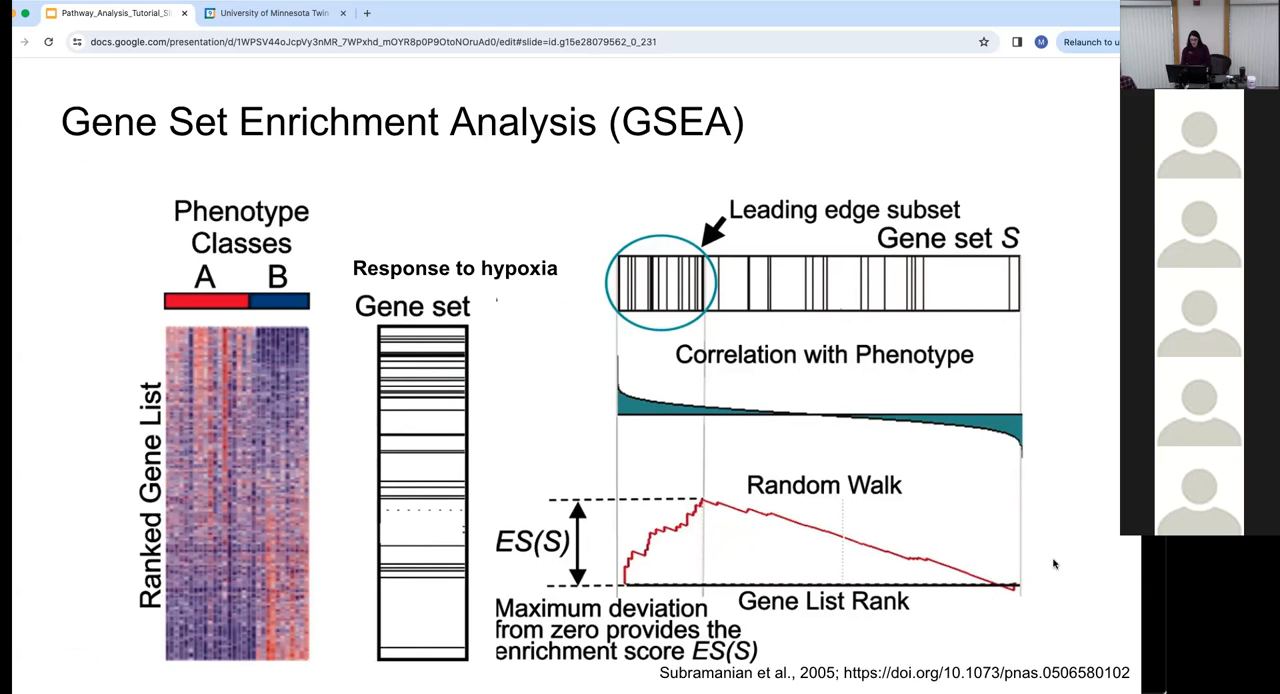 Pathway_Analysis_Tutorial_Sli
University of Minnesota Twin
docs.google.com/presentation/d/1WPSV44oJcpVy3nMR_7WPxhd_mOYR8p0P9OtoNOruAd0/edit#slide=id.g15e28079562_0_231
M
Relaunch to u
Gene Set Enrichment Analysis (GSEA)
Phenotype
Classes
A B
Ranked Gene List
Response to hypoxia
Gene set
Leading edge subset
Gene set S
Correlation with Phenotype
Random Walk
ES(S)
Gene List Rank
Maximum deviation
from zero provides the
enrichment score ES(S)
Subramanian et al., 2005; https://doi.org/10.1073/pnas.0506580102